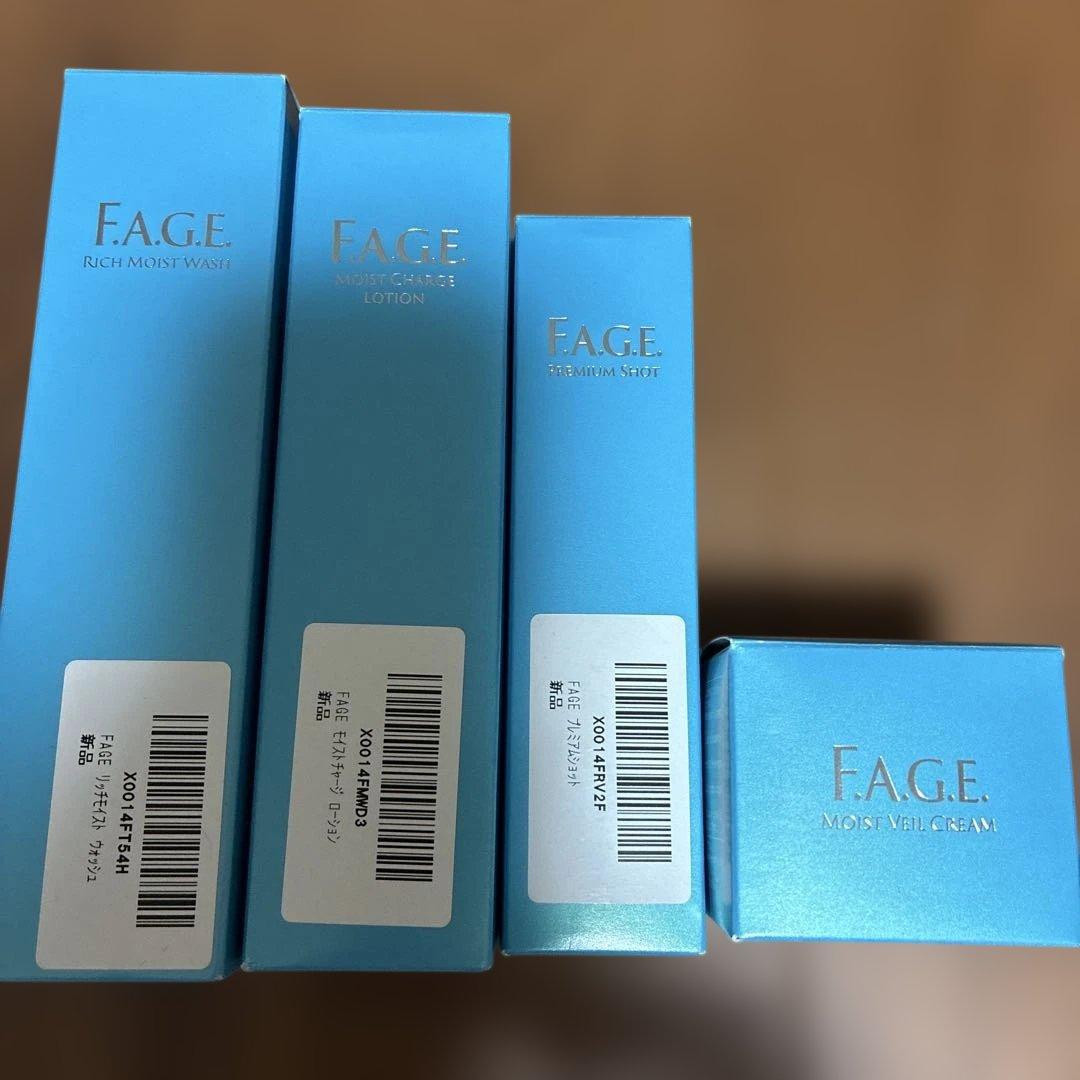 F.A.G.E.
RICH MOIST WASH
X0014FT54H
FAGE リッチモイスト ウォッシュ
新品
F.A.G.E.
MOIST CHARGE
LOTION
X0014FMWD3
FAGE モイストチャージ ローション
新品
F.A.G.E.
PREMIUM SHOT
X0014FRV2F
FAGE プレミアムショット
新品
F.A.G.E.
MOIST VEIL CREAM